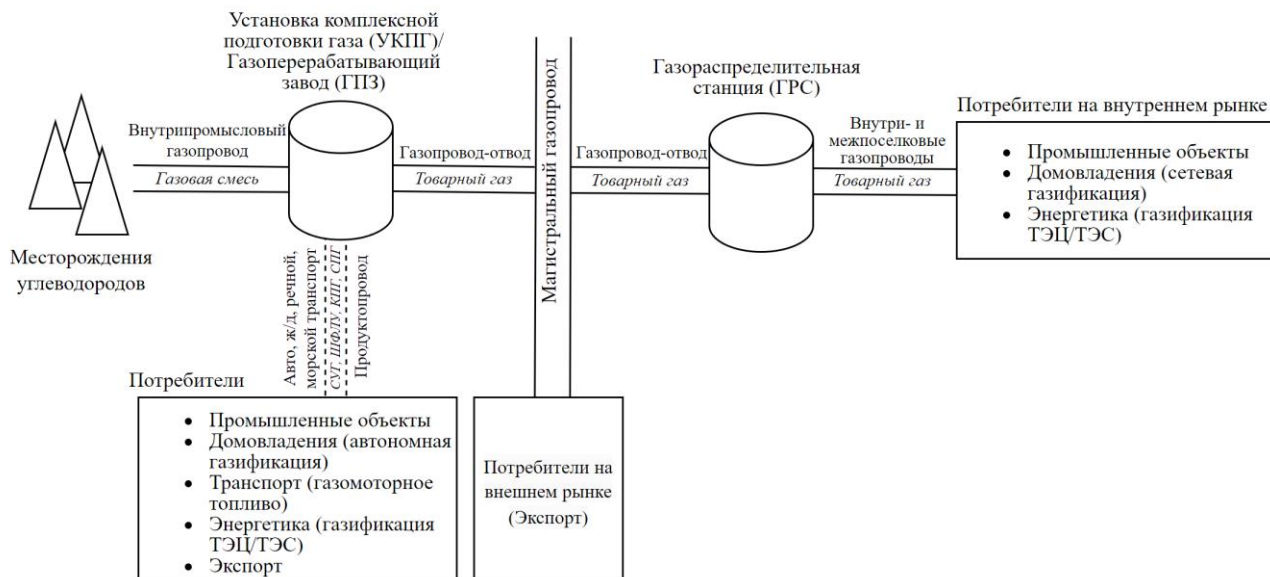 Установка комплексной
подготовки газа (УКПГ)/
Газоперерабатывающий
завод (ГПЗ)
Месторождения
углеводородов
Внутрипромысловый
газопровод
Газовая смесь
Газопровод-отвод
Товарный газ
Магистральный газопровод
Газопровод-отвод
Товарный газ
Газораспределительная
станция (ГРС)
Внутри- и
межпоселковые
газопроводы
Товарный газ
Потребители на внутреннем рынке
• Промышленные объекты
• Домовладения (сетевая
газификация)
• Энергетика (газификация
ТЭЦ/ТЭС)
Авто, ж/д, речной,
морской транспорт
СУГ, ШФЛУ, КПГ, СПГ
Продуктопровод
Потребители
• Промышленные объекты
• Домовладения (автономная
газификация)
• Транспорт (газомоторное
топливо)
• Энергетика (газификация
ТЭЦ/ТЭС)
• Экспорт
Потребители на
внешнем рынке
(Экспорт)